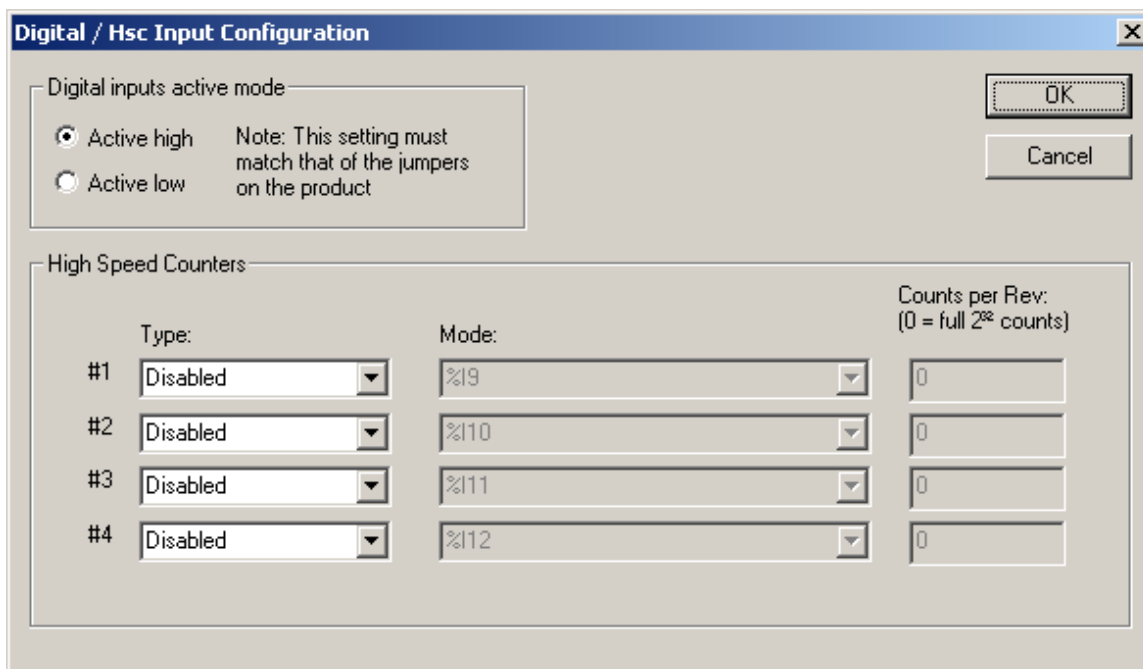 Digital / Hsc Input Configuration
Digital inputs active mode
Active high
Active low
Note: This setting must
match that of the jumpers
on the product
OK
Cancel
High Speed Counters
Type:
Mode:
Counts per Rev:
(0 = full 2³² counts)
#1 Disabled %I9 0
#2 Disabled %I10 0
#3 Disabled %I11 0
#4 Disabled %I12 0